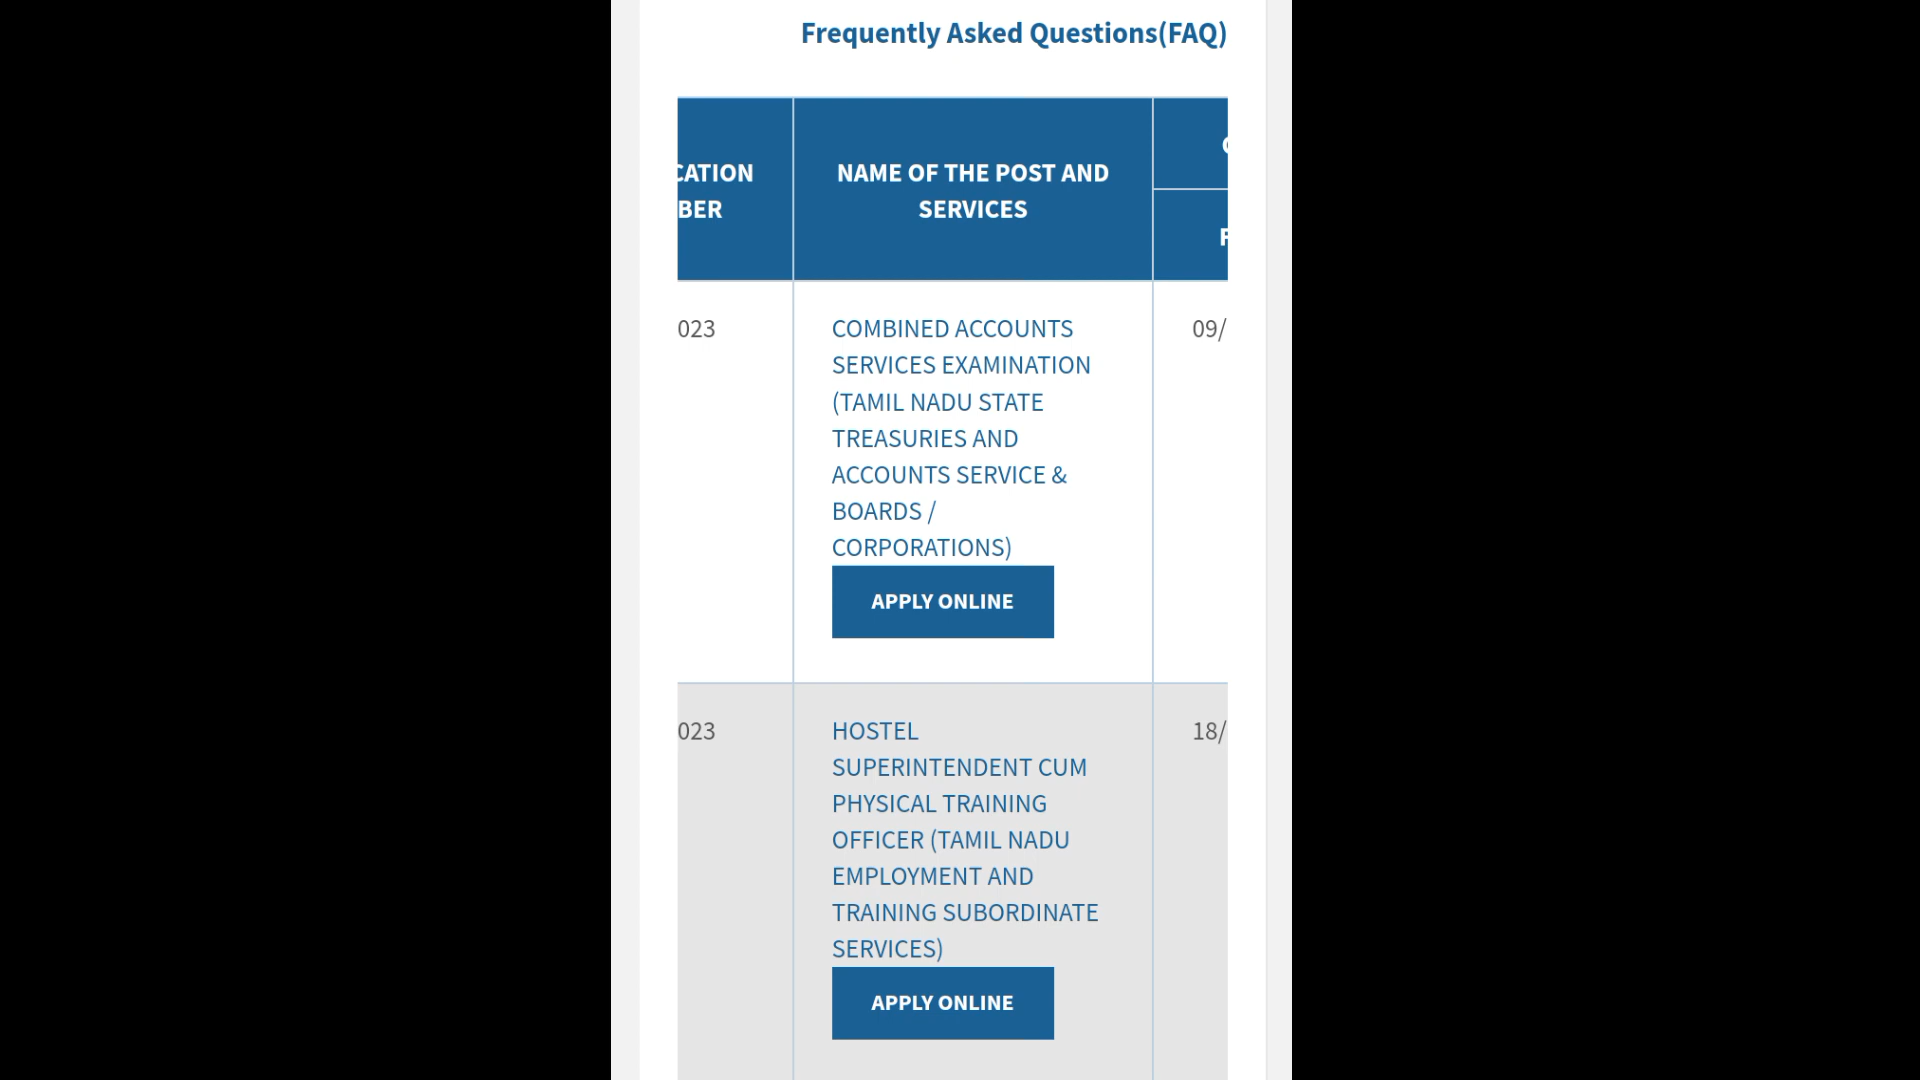 Frequently Asked Questions(FAQ)
CATION
BER
NAME OF THE POST AND
SERVICES
023
COMBINED ACCOUNTS
SERVICES EXAMINATION
(TAMIL NADU STATE
TREASURIES AND
ACCOUNTS SERVICE &
BOARDS /
CORPORATIONS)
APPLY ONLINE
09/
023
HOSTEL
SUPERINTENDENT CUM
PHYSICAL TRAINING
OFFICER (TAMIL NADU
EMPLOYMENT AND
TRAINING SUBORDINATE
SERVICES)
APPLY ONLINE
18/